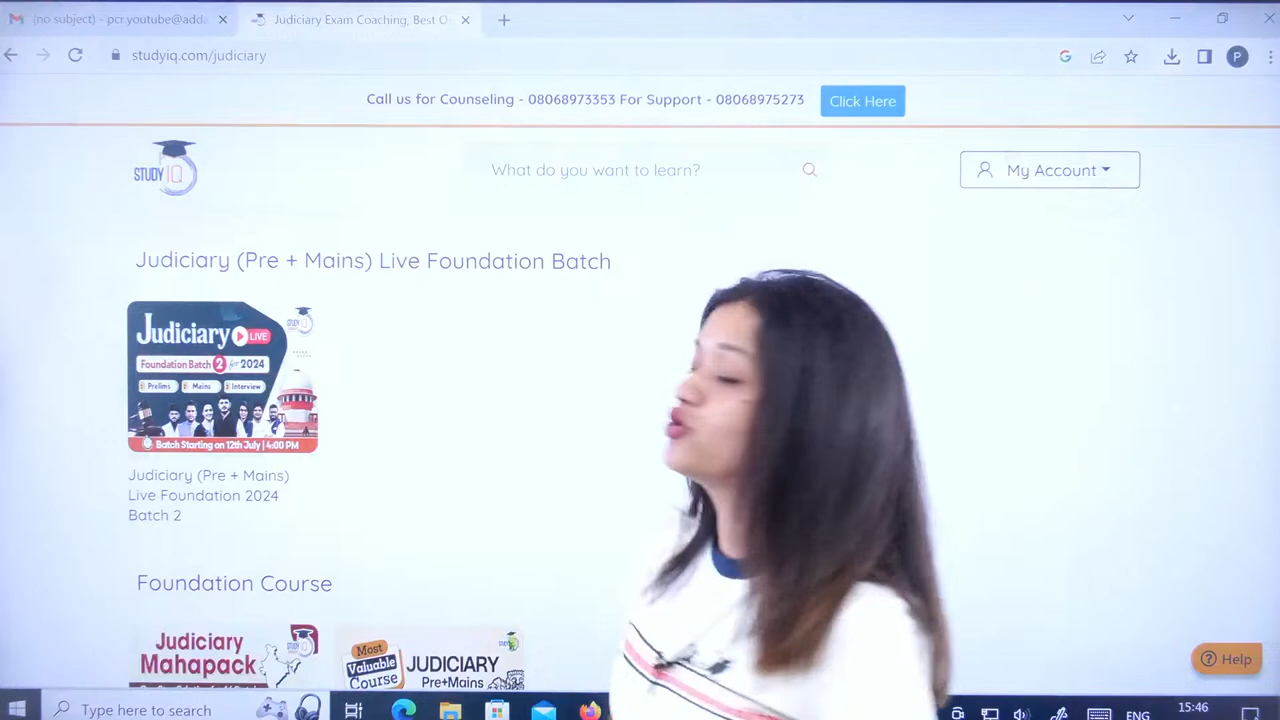 (no subject) - pcr.youtube@adda
Judiciary Exam Coaching, Best O
studyiq.com/judiciary
P
Call us for Counseling - 08068973353 For Support - 08068975273
Click Here
STUDY IQ
What do you want to learn?
My Account
Judiciary (Pre + Mains) Live Foundation Batch
Judiciary LIVE
Foundation Batch 2 for 2024
Prelims Mains Interview
Batch Starting on 12th July | 4:00 PM
Judiciary (Pre + Mains)
Live Foundation 2024
Batch 2
Foundation Course
Judiciary
Mahapack
Most
Valuable
Course
JUDICIARY
Pre+Mains
Help
Type here to search
ENG
15:46